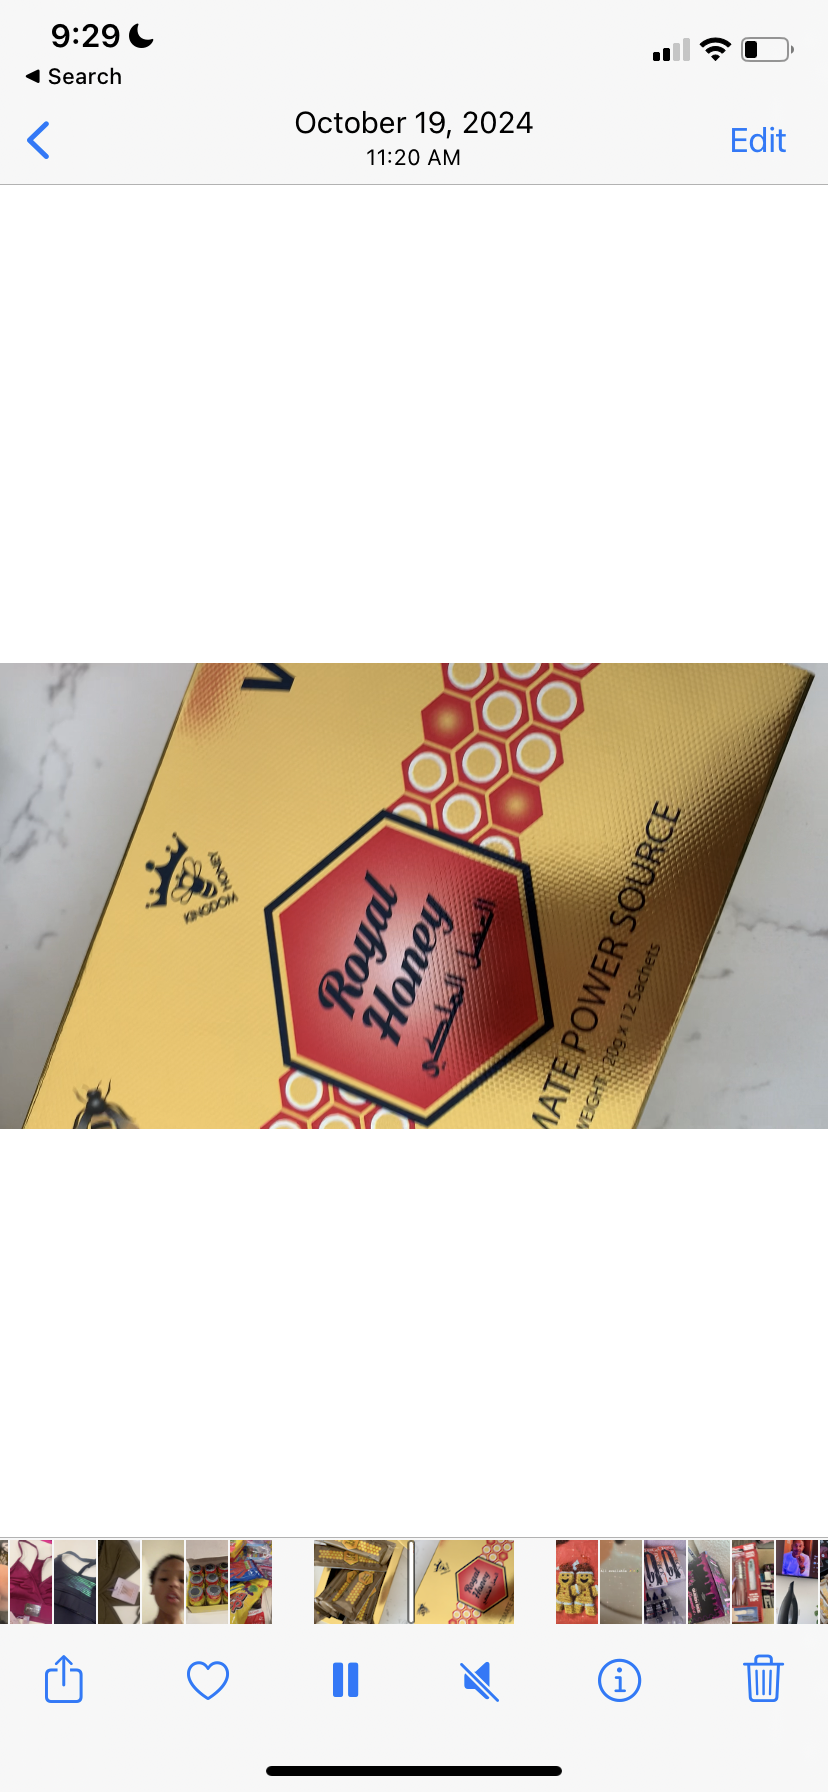 9:29
Search
October 19, 2024
11:20 AM
Edit
KINGDOM
HONEY
Royal
Honey
العسل الملكي
MATE POWER SOURCE
WEIGHT: 20g x 12 Sachets